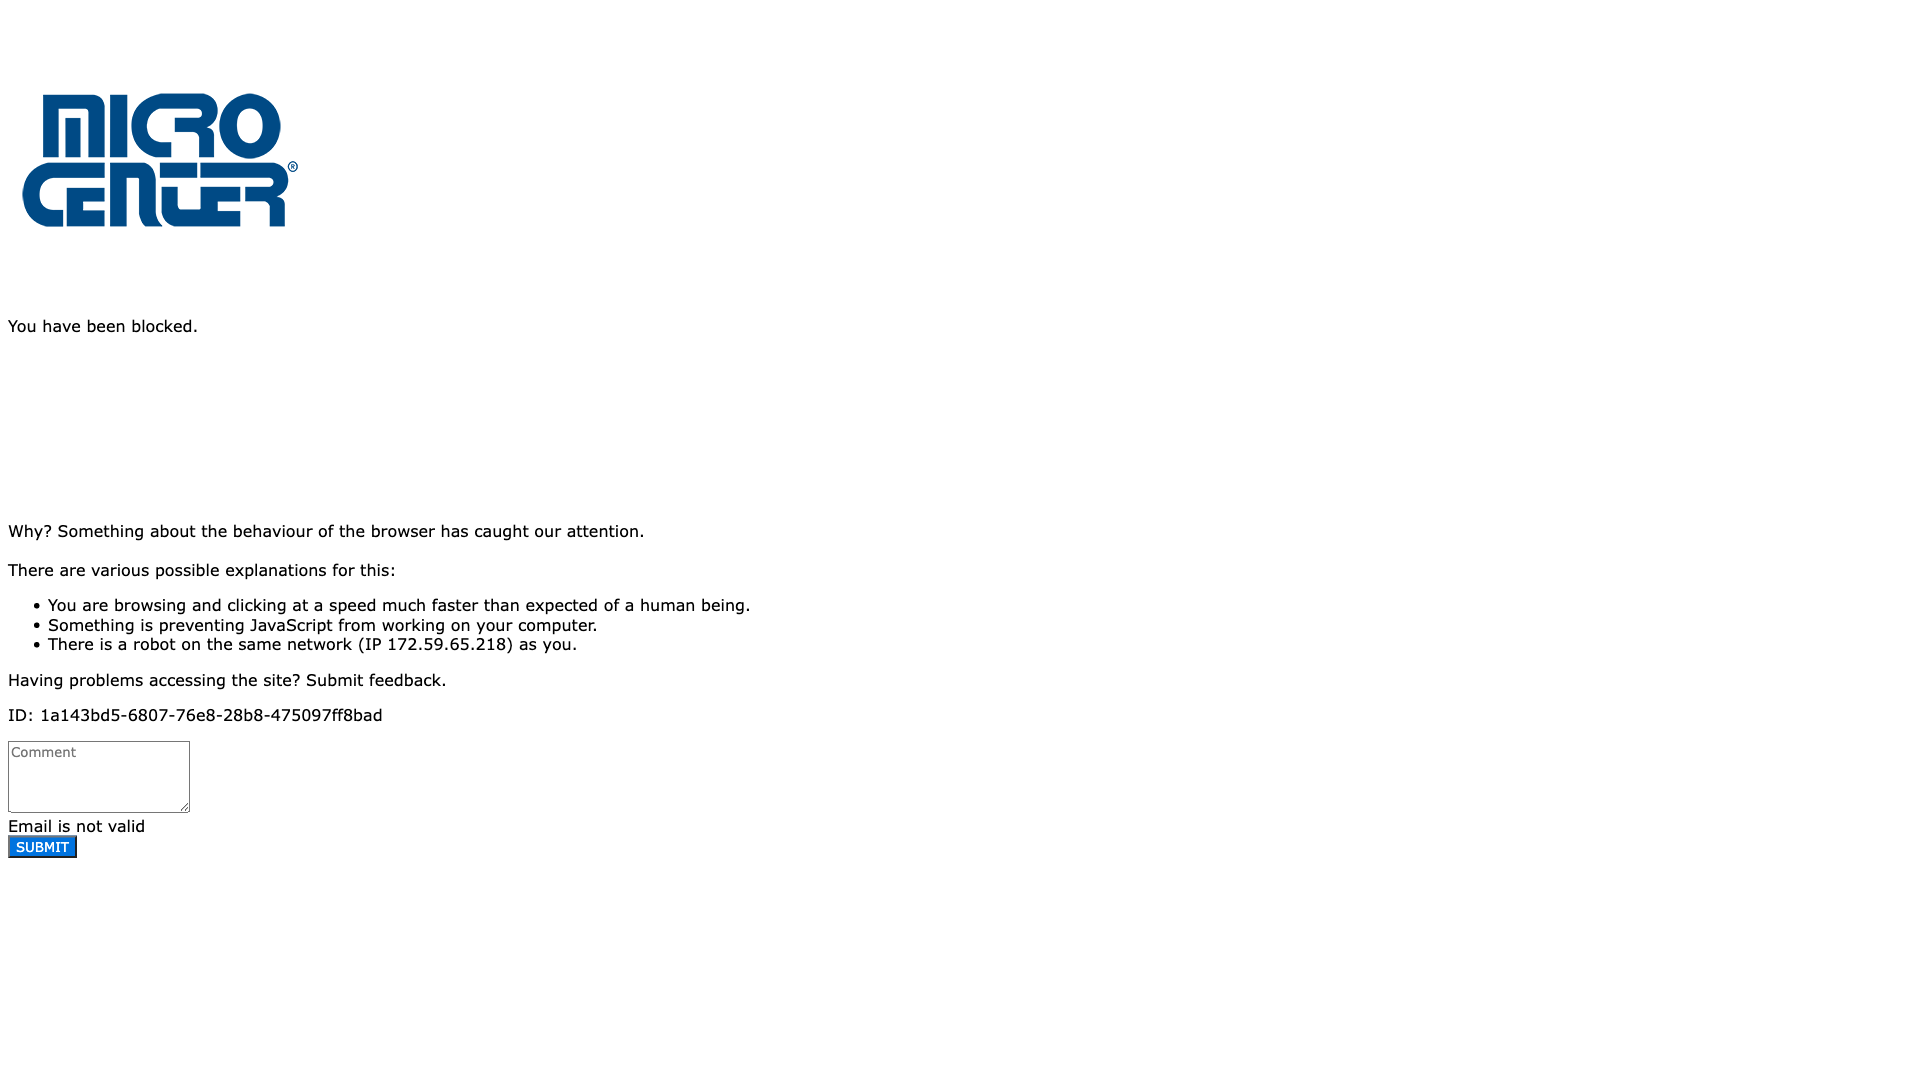 MICRO
CENTER®
You have been blocked.
Why? Something about the behaviour of the browser has caught our attention.
There are various possible explanations for this:
• You are browsing and clicking at a speed much faster than expected of a human being.
• Something is preventing JavaScript from working on your computer.
• There is a robot on the same network (IP 172.59.65.218) as you.
Having problems accessing the site? Submit feedback.
ID: 1a143bd5-6807-76e8-28b8-475097ff8bad
Comment
Email is not valid
SUBMIT